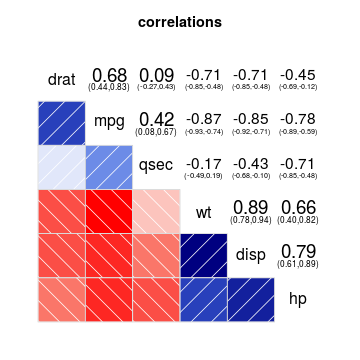 correlations
drat 0.68 0.09 -0.71 -0.71 -0.45
(0.44,0.83) (-0.27,0.43) (-0.85,-0.48) (-0.85,-0.48) (-0.69,-0.12)
mpg 0.42 -0.87 -0.85 -0.78
(0.08,0.67) (-0.93,-0.74) (-0.92,-0.71) (-0.89,-0.59)
qsec -0.17 -0.43 -0.71
(-0.49,0.19) (-0.68,-0.10) (-0.85,-0.48)
wt 0.89 0.66
(0.78,0.94) (0.40,0.82)
disp 0.79
(0.61,0.89)
hp